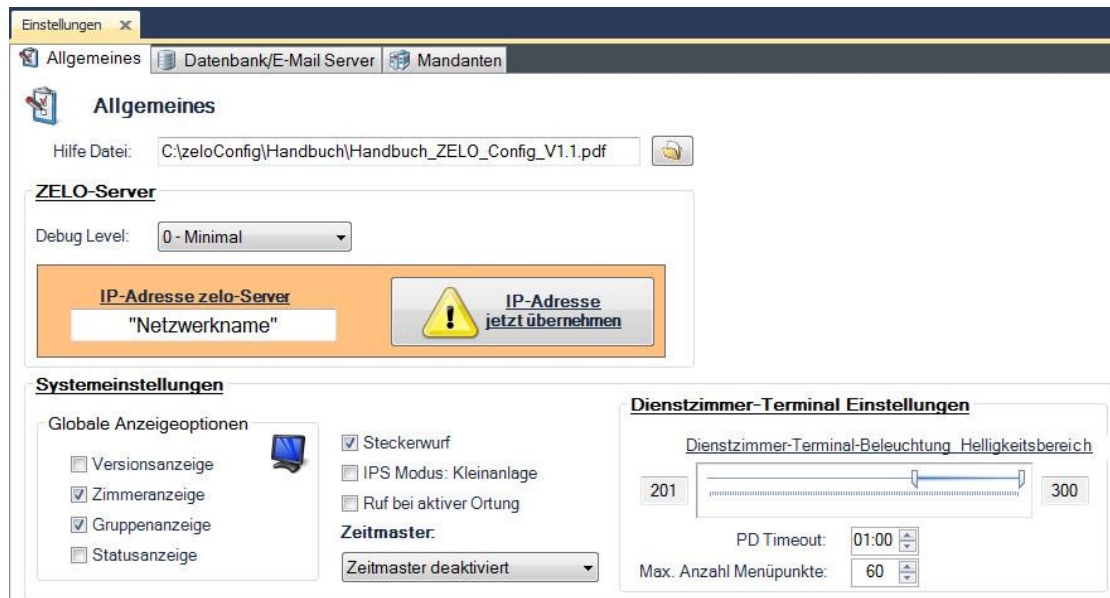 Einstellungen x
Allgemeines Datenbank/E-Mail Server Mandanten
Allgemeines
Hilfe Datei: C:\zeloConfig\Handbuch\Handbuch_ZELO_Config_V1.1.pdf
ZELO-Server
Debug Level: 0 - Minimal
IP-Adresse zelo-Server
"Netzwerkname"
IP-Adresse
jetzt übernehmen
Systemeinstellungen
Globale Anzeigeoptionen
Versionsanzeige
Zimmeranzeige
Gruppenanzeige
Statusanzeige
Steckerwurf
IPS Modus: Kleinanlage
Ruf bei aktiver Ortung
Zeitmaster:
Zeitmaster deaktiviert
Dienstzimmer-Terminal Einstellungen
Dienstzimmer-Terminal-Beleuchtung Helligkeitsbereich
201 300
PD Timeout: 01:00
Max. Anzahl Menüpunkte: 60